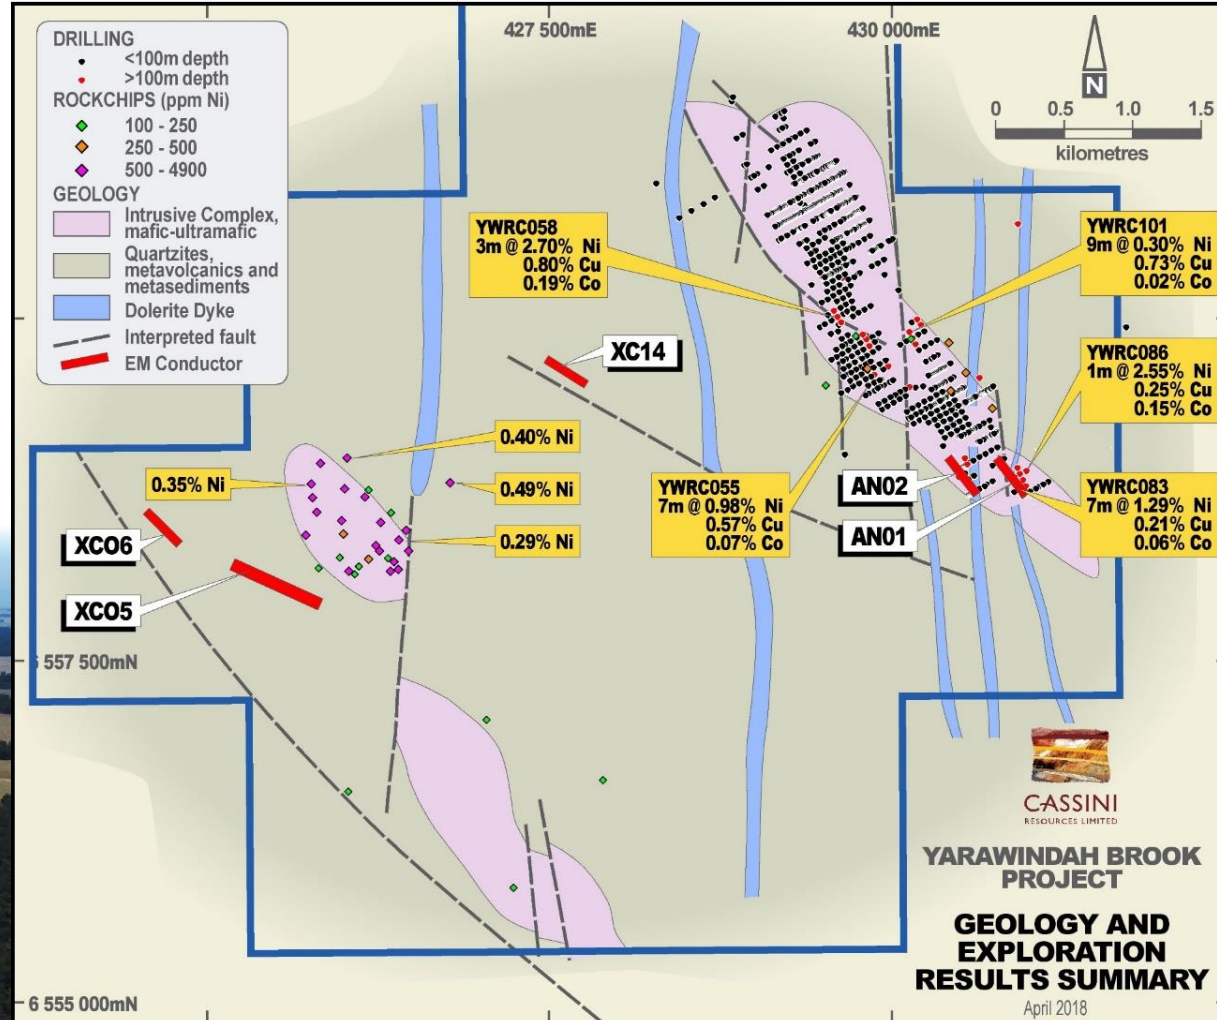 DRILLING
<100m depth
>100m depth
ROCKCHIPS (ppm Ni)
100 - 250
250 - 500
500 - 4900
GEOLOGY
Intrusive Complex,
mafic-ultramafic
Quartzites,
metavolcanics and
metasediments
Dolerite Dyke
Interpreted fault
EM Conductor
427 500mE
430 000mE
N
0 0.5 1.0 1.5
kilometres
YWRC058
3m @ 2.70% Ni
0.80% Cu
0.19% Co
YWRC101
9m @ 0.30% Ni
0.73% Cu
0.02% Co
XC14
YWRC086
1m @ 2.55% Ni
0.25% Cu
0.15% Co
0.40% Ni
0.35% Ni
0.49% Ni
0.29% Ni
YWRC055
7m @ 0.98% Ni
0.57% Cu
0.07% Co
AN02
AN01
YWRC083
7m @ 1.29% Ni
0.21% Cu
0.06% Co
XCO6
XCO5
6 557 500mN
CASSINI
RESOURCES LIMITED
YARAWINDAH BROOK
PROJECT
GEOLOGY AND
EXPLORATION
RESULTS SUMMARY
April 2018
6 555 000mN